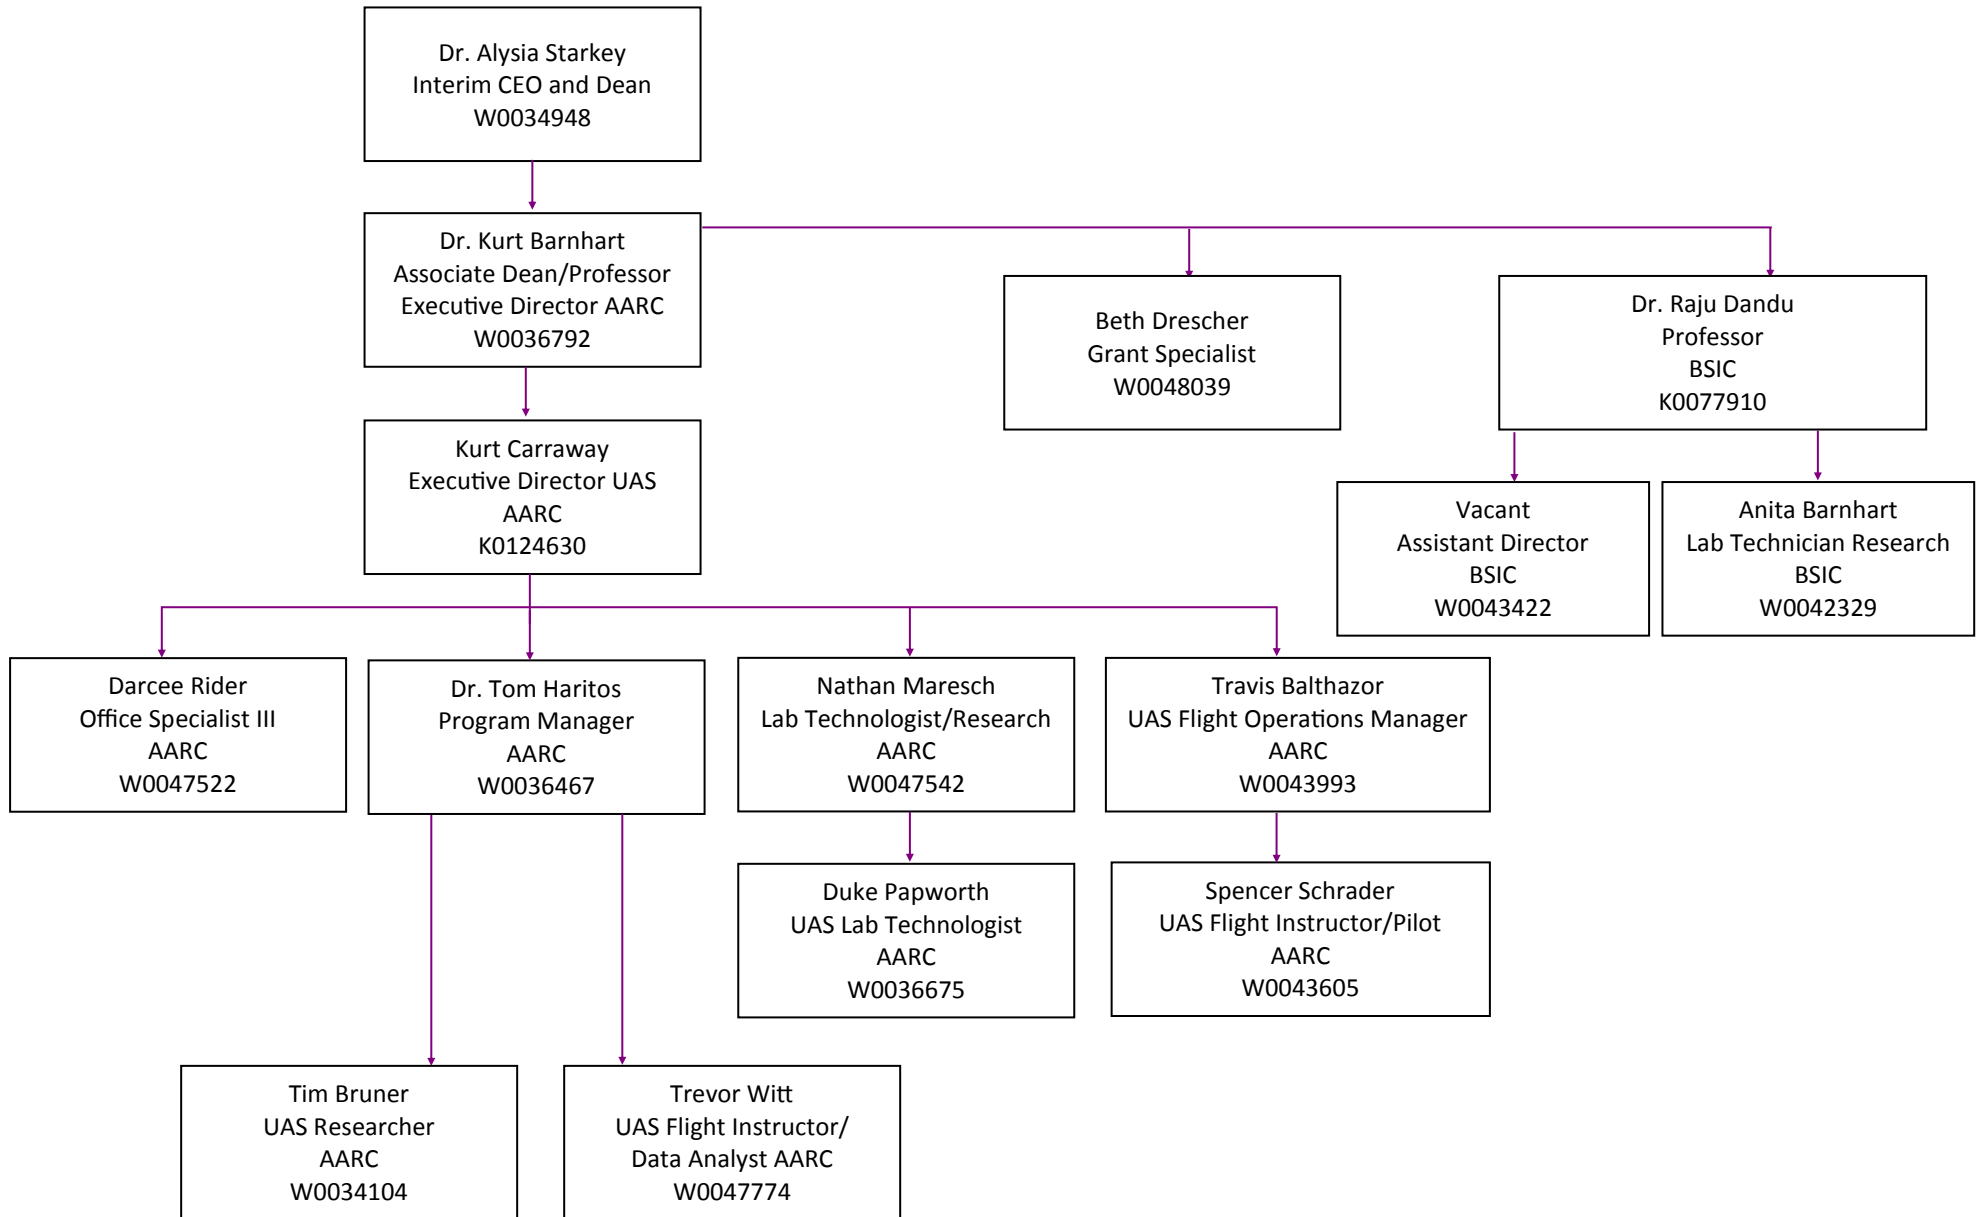 Dr. Alysia Starkey
Interim CEO and Dean
W0034948
Dr. Kurt Barnhart
Associate Dean/Professor
Executive Director AARC
W0036792
Beth Drescher
Grant Specialist
W0048039
Dr. Raju Dandu
Professor
BSIC
K0077910
Kurt Carraway
Executive Director UAS
AARC
K0124630
Vacant
Assistant Director
BSIC
W0043422
Anita Barnhart
Lab Technician Research
BSIC
W0042329
Darcee Rider
Office Specialist III
AARC
W0047522
Dr. Tom Haritos
Program Manager
AARC
W0036467
Nathan Maresch
Lab Technologist/Research
AARC
W0047542
Travis Balthazor
UAS Flight Operations Manager
AARC
W0043993
Duke Papworth
UAS Lab Technologist
AARC
W0036675
Spencer Schrader
UAS Flight Instructor/Pilot
AARC
W0043605
Tim Bruner
UAS Researcher
AARC
W0034104
Trevor Witt
UAS Flight Instructor/
Data Analyst AARC
W0047774